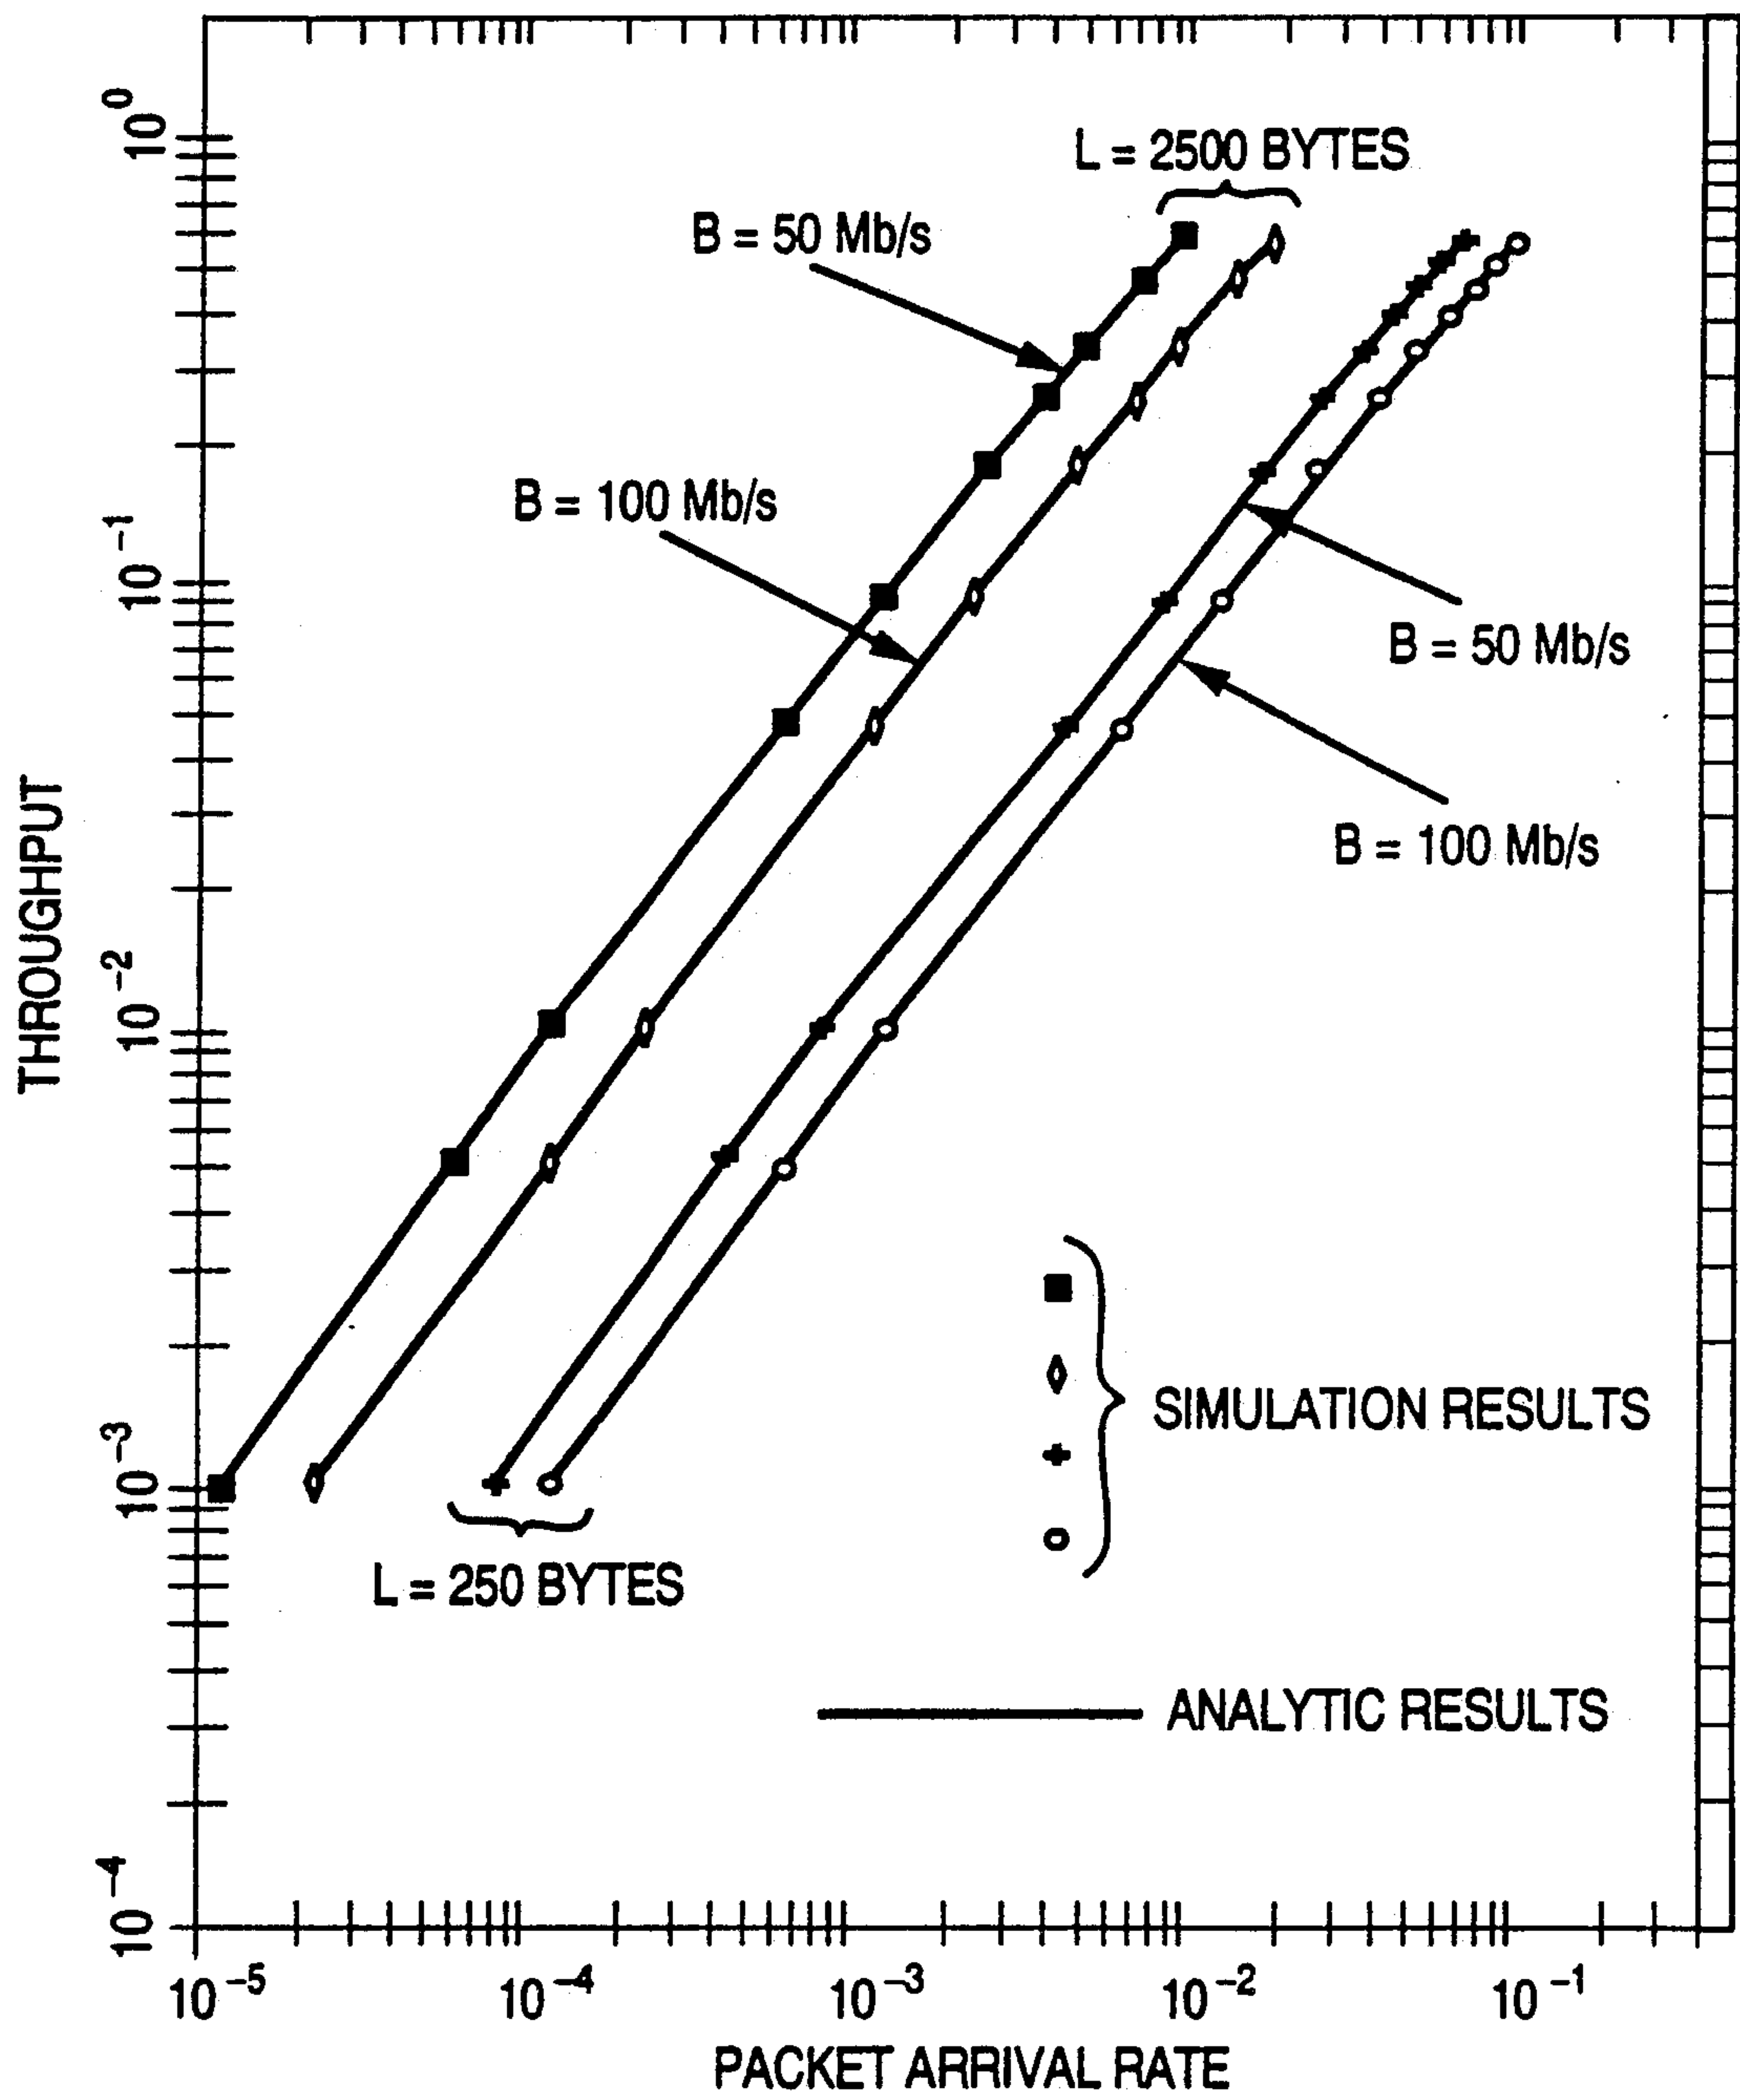 10^0
L = 2500 BYTES
B = 50 Mb/s
B = 100 Mb/s
10^-1
B = 50 Mb/s
B = 100 Mb/s
THROUGHPUT
10^-2
10^-3
SIMULATION RESULTS
L = 250 BYTES
ANALYTIC RESULTS
10^-4
10^-5 10^-4 10^-3 10^-2 10^-1
PACKET ARRIVAL RATE